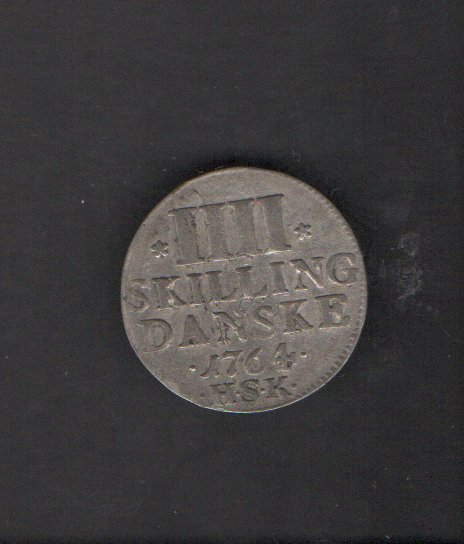 * IIII *
SKILLING
DANSKE
·1764·
·H·S·K·